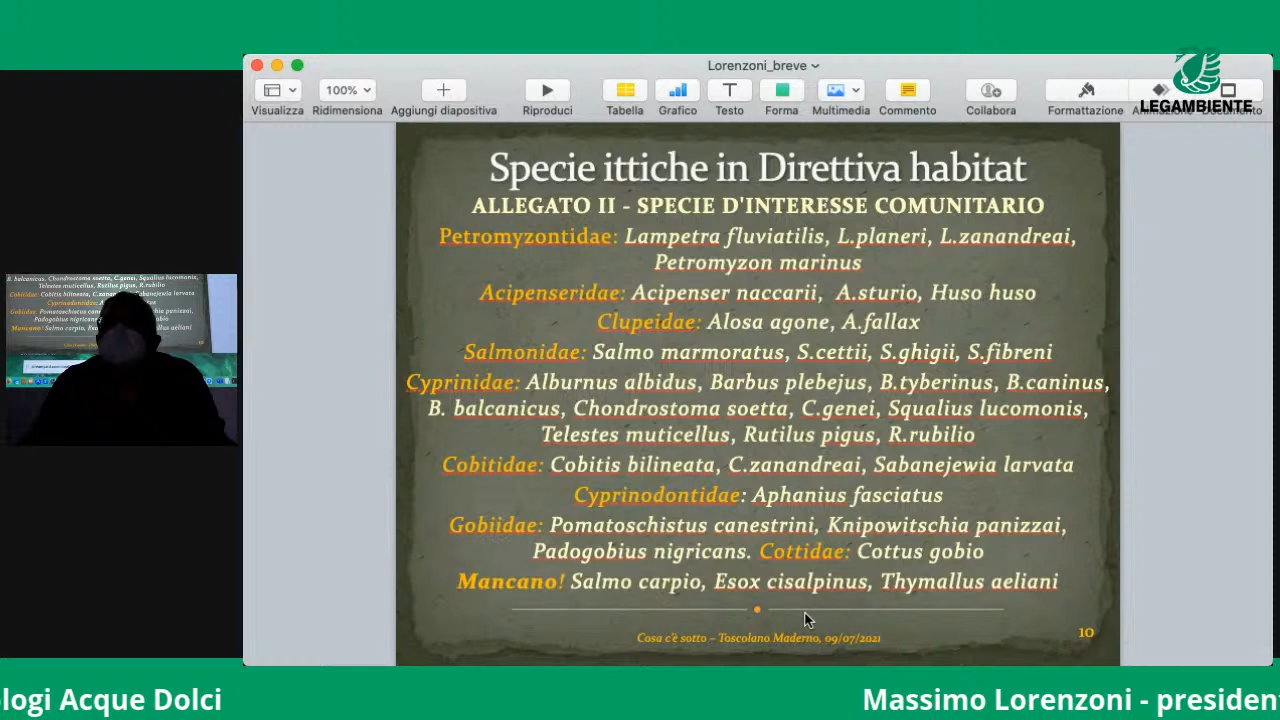 Lorenzoni_breve
Visualizza
100%
Ridimensiona
Aggiungi diapositiva
Riproduci
Tabella
Grafico
Testo
Forma
Multimedia
Commento
Collabora
Formattazione
LEGAMBIENTE
Specie ittiche in Direttiva habitat
ALLEGATO II - SPECIE D'INTERESSE COMUNITARIO
Petromyzontidae: Lampetra fluviatilis, L.planeri, L.zanandreai,
Petromyzon marinus
Acipenseridae: Acipenser naccarii, A.sturio, Huso huso
Clupeidae: Alosa agone, A.fallax
Salmonidae: Salmo marmoratus, S.cettii, S.ghigii, S.fibreni
Cyprinidae: Alburnus albidus, Barbus plebejus, B.tyberinus, B.caninus,
B. balcanicus, Chondrostoma soetta, C.genei, Squalius lucomonis,
Telestes muticellus, Rutilus pigus, R.rubilio
Cobitidae: Cobitis bilineata, C.zanandreai, Sabanejewia larvata
Cyprinodontidae: Aphanius fasciatus
Gobiidae: Pomatoschistus canestrini, Knipowitschia panizzai,
Padogobius nigricans. Cottidae: Cottus gobio
Mancano! Salmo carpio, Esox cisalpinus, Thymallus aeliani
Cosa c'è sotto – Toscolano Maderno, 09/07/2021
10
ologi Acque Dolci
Massimo Lorenzoni - president